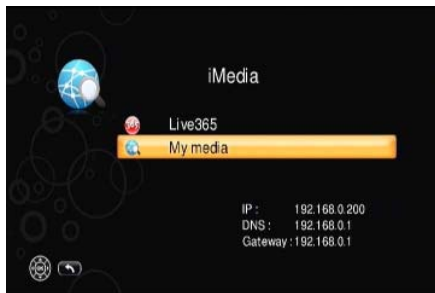 iMedia
Live365
My media
IP : 192.168.0.200
DNS : 192.168.0.1
Gateway : 192.168.0.1